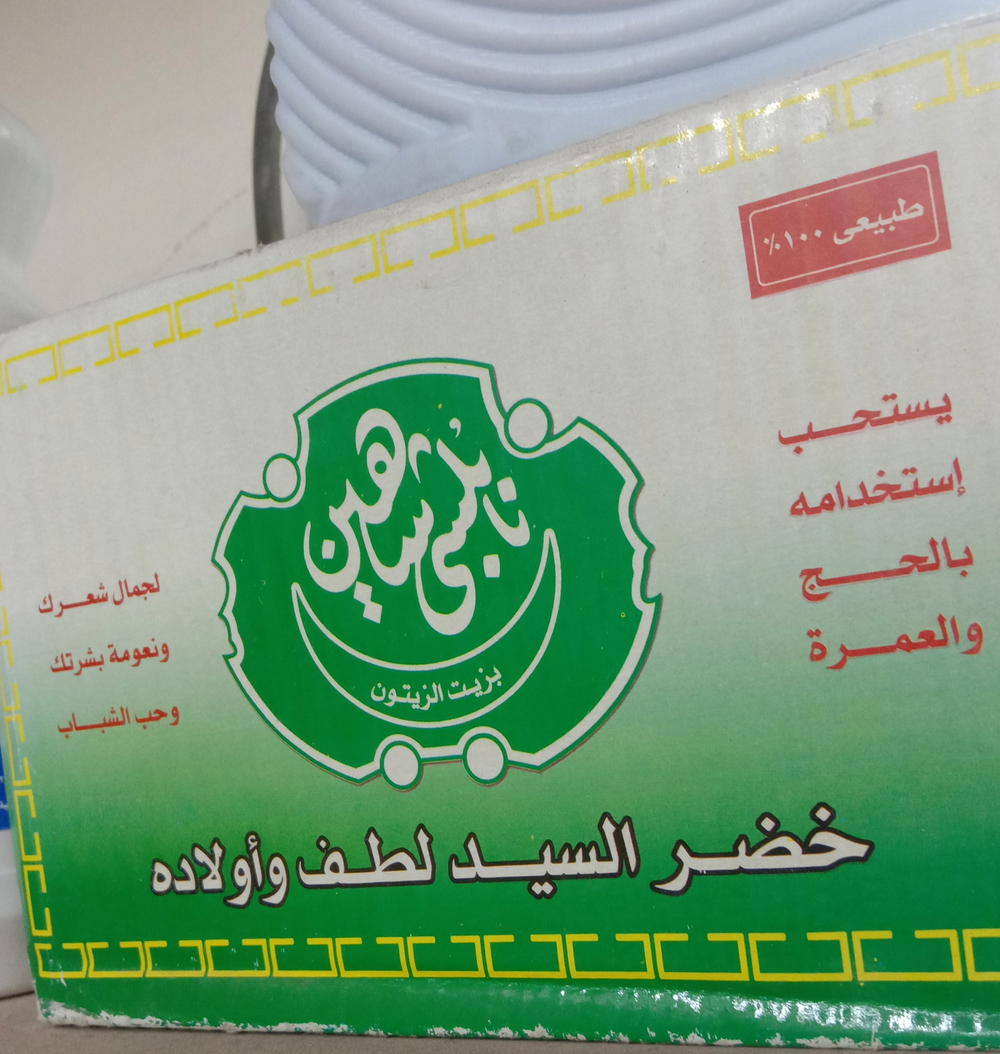 طبيعى ١٠٠٪
يستحب
إستخدامه
بالحج
والعمرة
نابلسى شاهين
بزيت الزيتون
لجمال شعرك
ونعومة بشرتك
وحب الشباب
خضر السيد لطف وأولاده